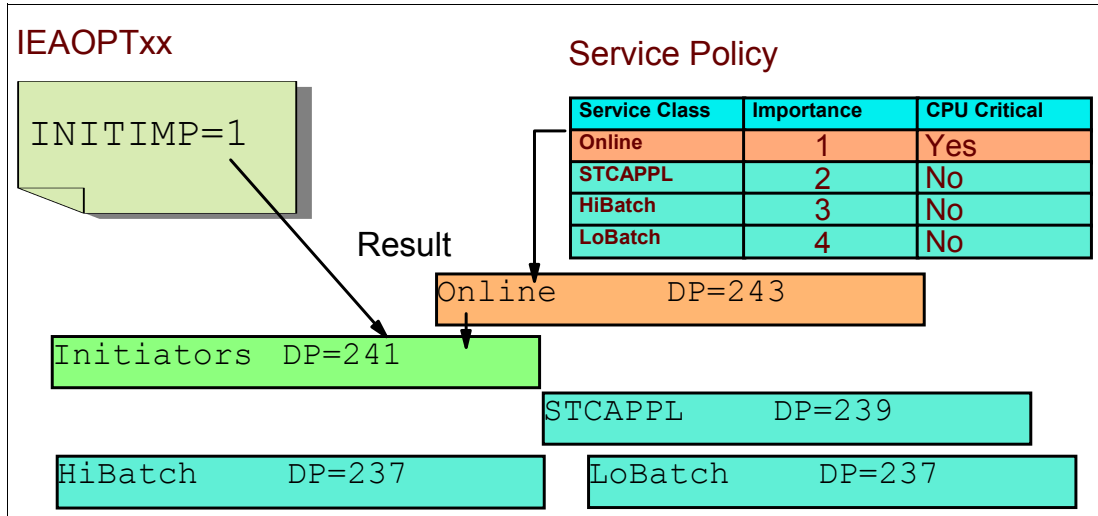 IEAOPTxx
INITIMP=1
Service Policy
Service Class Importance CPU Critical
Online 1 Yes
STCAPPL 2 No
HiBatch 3 No
LoBatch 4 No
Result
Online DP=243
Initiators DP=241
STCAPPL DP=239
HiBatch DP=237
LoBatch DP=237